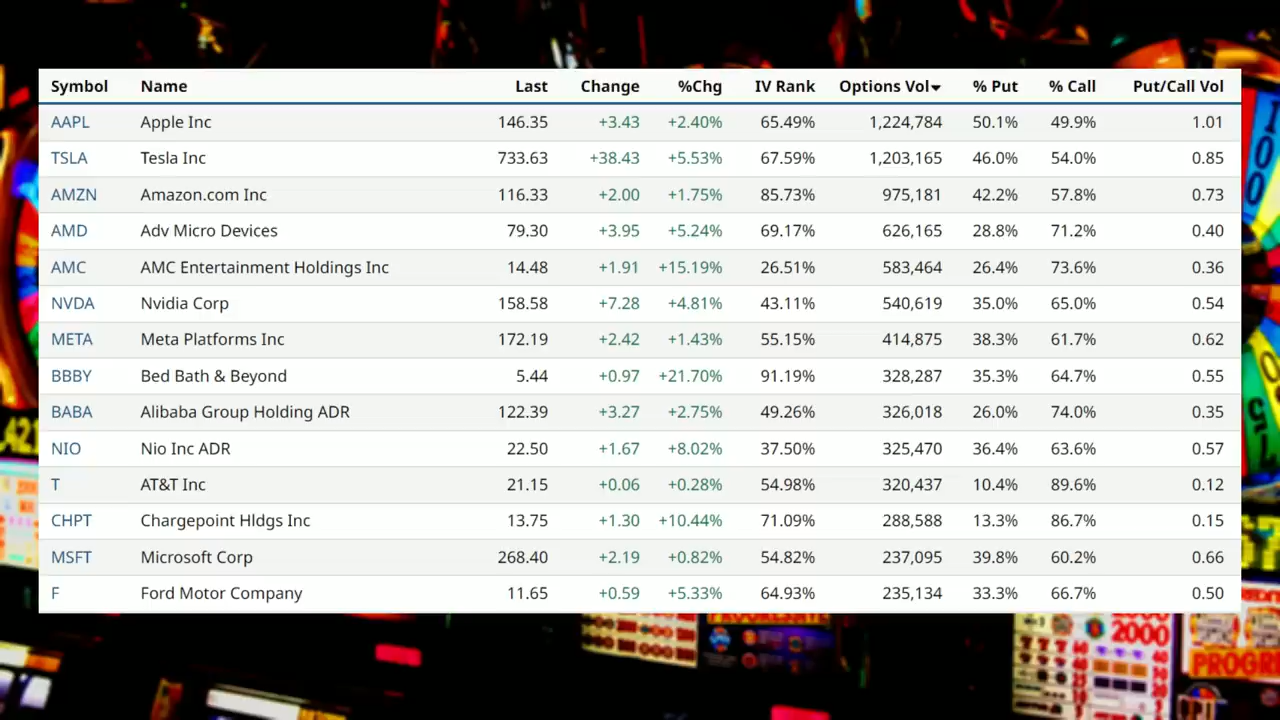 Symbol Name Last Change %Chg IV Rank Options Vol % Put % Call Put/Call Vol
AAPL Apple Inc 146.35 +3.43 +2.40% 65.49% 1,224,784 50.1% 49.9% 1.01
TSLA Tesla Inc 733.63 +38.43 +5.53% 67.59% 1,203,165 46.0% 54.0% 0.85
AMZN Amazon.com Inc 116.33 +2.00 +1.75% 85.73% 975,181 42.2% 57.8% 0.73
AMD Adv Micro Devices 79.30 +3.95 +5.24% 69.17% 626,165 28.8% 71.2% 0.40
AMC AMC Entertainment Holdings Inc 14.48 +1.91 +15.19% 26.51% 583,464 26.4% 73.6% 0.36
NVDA Nvidia Corp 158.58 +7.28 +4.81% 43.11% 540,619 35.0% 65.0% 0.54
META Meta Platforms Inc 172.19 +2.42 +1.43% 55.15% 414,875 38.3% 61.7% 0.62
BBBY Bed Bath & Beyond 5.44 +0.97 +21.70% 91.19% 328,287 35.3% 64.7% 0.55
BABA Alibaba Group Holding ADR 122.39 +3.27 +2.75% 49.26% 326,018 26.0% 74.0% 0.35
NIO Nio Inc ADR 22.50 +1.67 +8.02% 37.50% 325,470 36.4% 63.6% 0.57
T AT&T Inc 21.15 +0.06 +0.28% 54.98% 320,437 10.4% 89.6% 0.12
CHPT Chargepoint Hldgs Inc 13.75 +1.30 +10.44% 71.09% 288,588 13.3% 86.7% 0.15
MSFT Microsoft Corp 268.40 +2.19 +0.82% 54.82% 237,095 39.8% 60.2% 0.66
F Ford Motor Company 11.65 +0.59 +5.33% 64.93% 235,134 33.3% 66.7% 0.50
100
2000